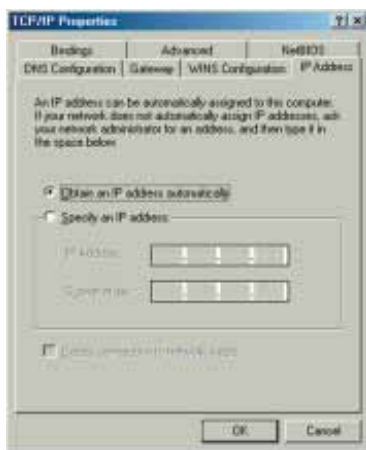 TCP/IP Properties
? X
Bindings Advanced NetBIOS
DNS Configuration Gateway WINS Configuration IP Address
An IP address can be automatically assigned to this computer.
If your network does not automatically assign IP addresses, ask
your network administrator for an address, and then type it in
the space below.
Obtain an IP address automatically
Specify an IP address:
IP Address:
Subnet Mask:
OK Cancel